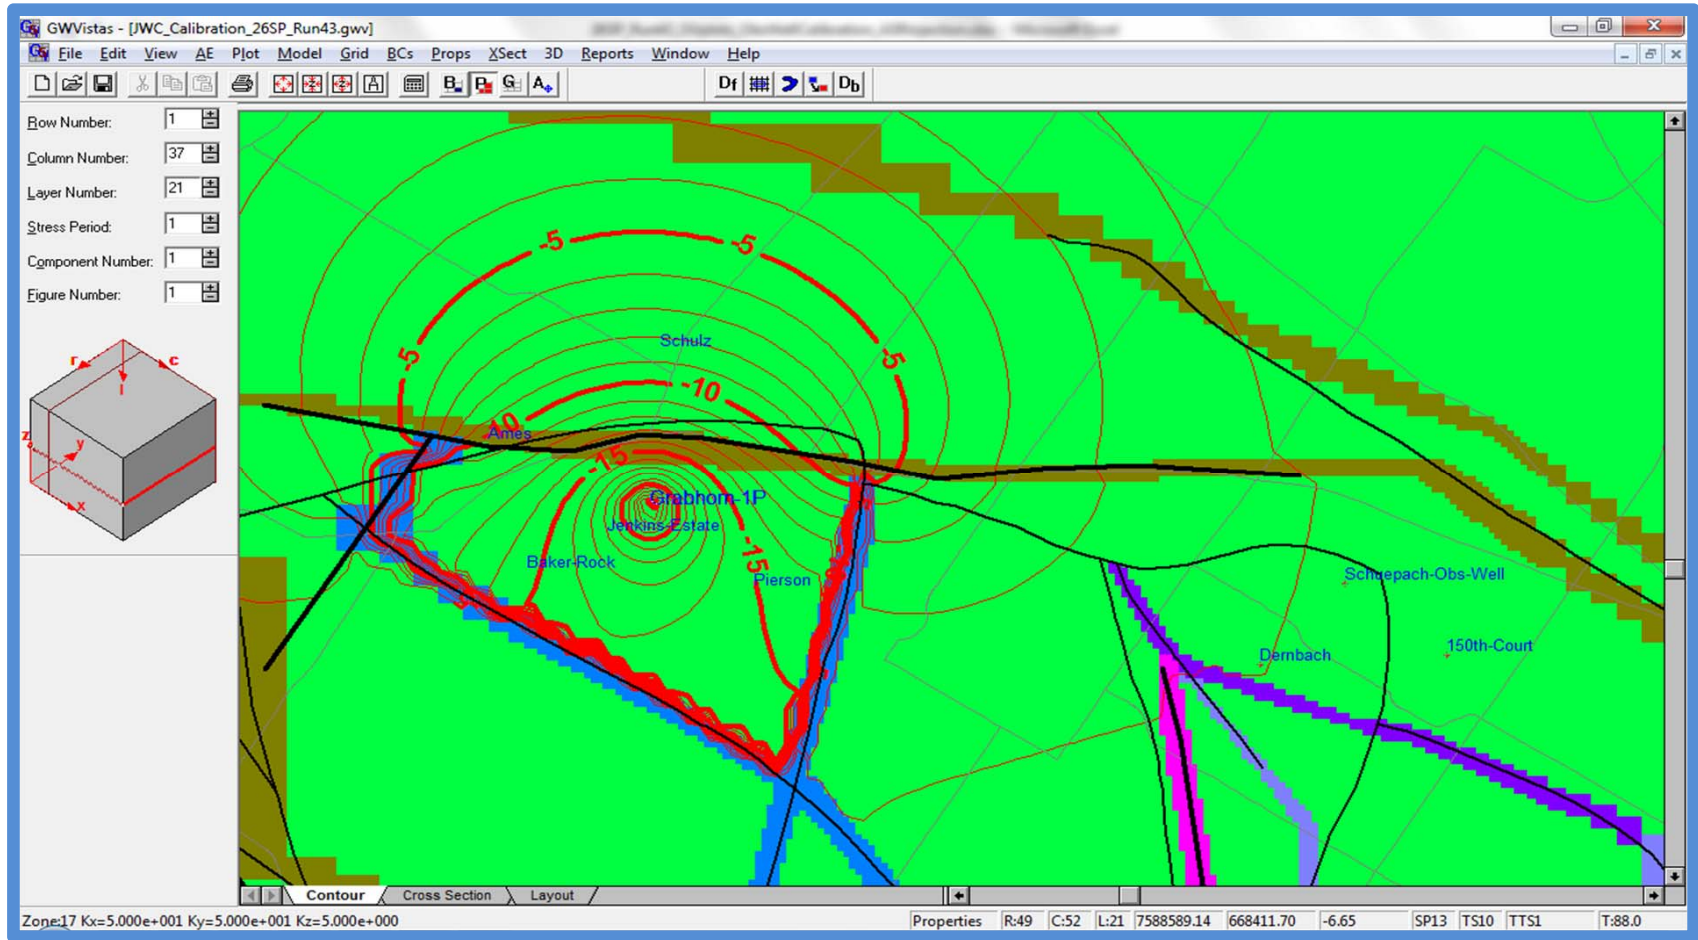 GWVistas - [JWC_Calibration_26SP_Run43.gwv]
File Edit View AE Plot Model Grid BCs Props XSect 3D Reports Window Help
B P G A Df Db
Row Number: 1
Column Number: 37
Layer Number: 21
Stress Period: 1
Component Number: 1
Figure Number: 1
r c
l
z y
x
-5 -5
Schulz
-5 -5
-10
10
Ames
-15
Grabhorn-1P
Jenkins-Estate
Baker-Rock
-15
Pierson
Schuepach-Obs-Well
150th-Court
Dernbach
Contour Cross Section Layout
Zone:17 Kx=5.000e+001 Ky=5.000e+001 Kz=5.000e+000 Properties R:49 C:52 L:21 7588589.14 668411.70 -6.65 SP13 TS10 TTS1 T:88.0